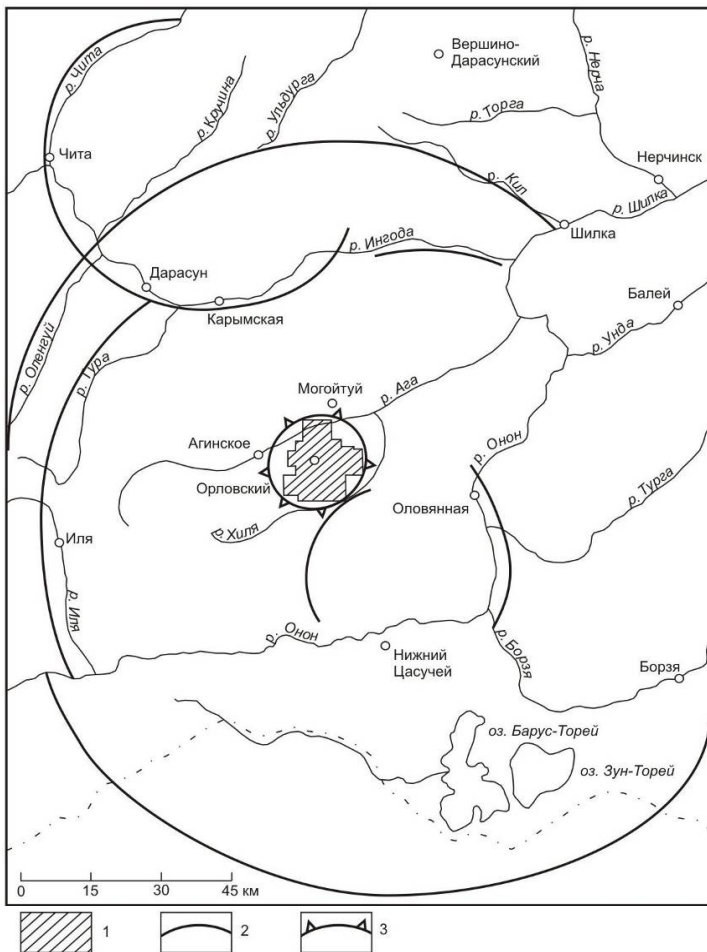 р. Чита
р. Кручина
р. Ульдурга
Вершино-
Дарасунский
р. Нерча
р. Торга
Чита
р. Кип
Нерчинск
р. Шилка
Шилка
р. Ингода
Дарасун
Карымская
Балей
р. Унда
р. Оленгуй
р. Тура
Могойтуй
р. Ага
Агинское
р. Онон
Орловский
Оловянная
р. Турга
р. Хиля
Иля
р. Иля
р. Онон
р. Борзя
Нижний
Цасучей
Борзя
оз. Барус-Торей
оз. Зун-Торей
0 15 30 45 км
1 2 3